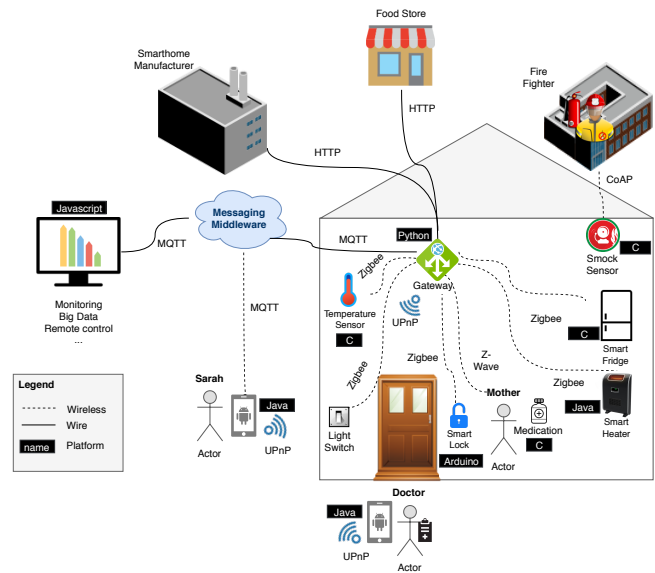 Food Store
Smarthome
Manufacturer
Fire
Fighter
HTTP
HTTP
CoAP
Javascript
Messaging
Middleware
MQTT
MQTT
Python
C
Smock
Sensor
Zigbee
Gateway
Monitoring
Big Data
Remote control
...
MQTT
Temperature
Sensor
C
UPnP
Zigbee
C
Smart
Fridge
Zigbee
Zigbee
Z-
Wave
Zigbee
Legend
Wireless
Wire
name
Platform
Sarah
Java
Actor
UPnP
Light
Switch
Smart
Lock
Arduino
Mother
Actor
Medication
C
Java
Smart
Heater
Doctor
Java
UPnP
Actor